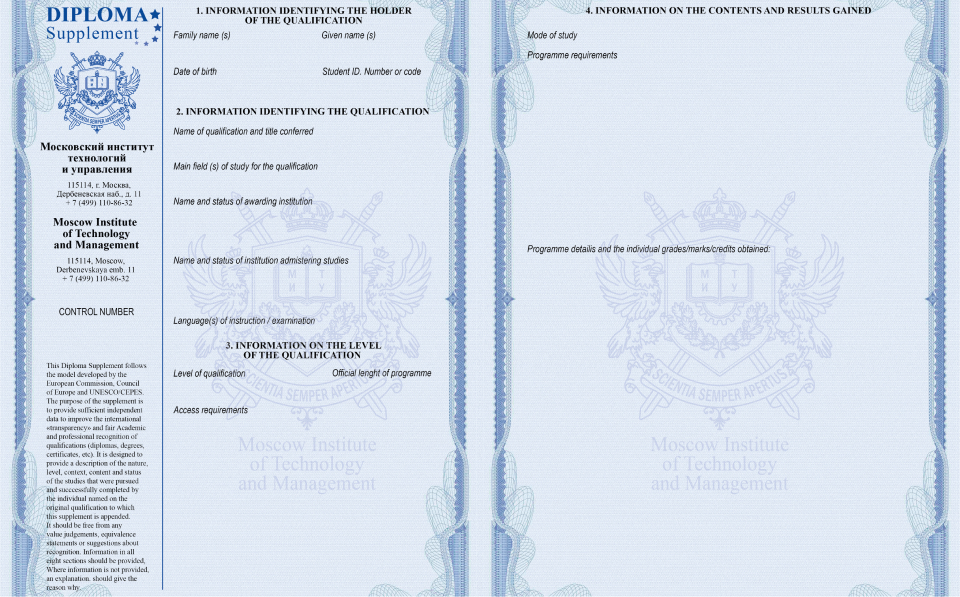 DIPLOMA
Supplement
SCIENTIA SEMPER APERTUS
Московский институт
технологий
и управления
115114, г. Москва,
Дербеневская наб., д. 11
+ 7 (499) 110-86-32
Moscow Institute
of Technology
and Management
115114, Moscow,
Derbenevskaya emb. 11
+ 7 (499) 110-86-32
CONTROL NUMBER
This Diploma Supplement follows
the model developed by the
European Commission, Council
of Europe and UNESCO/CEPES.
The purpose of the supplement is
to provide sufficient independent
data to improve the international
«transparency» and fair Academic
and professional recognition of
qualifications (diplomas, degrees,
certificates, etc). It is designed to
provide a description of the nature,
level, context, content and status
of the studies that were pursued
and succcessfully completed by
the individual named on the
original qualification to which
this supplement is appended.
It should be free from any
value judgements, equivalence
statements or suggestions about
recognition. Information in all
eight sections should be provided,
Where information is not provided,
an explanation. should give the
reason why.
1. INFORMATION IDENTIFYING THE HOLDER
OF THE QUALIFICATION
Family name (s) Given name (s)
Date of birth Student ID. Number or code
2. INFORMATION IDENTIFYING THE QUALIFICATION
Name of qualification and title conferred
Main field (s) of study for the qualification
Name and status of awarding institution
Name and status of institution admistering studies
М Т
И У
Language(s) of instruction / examination
3. INFORMATION ON THE LEVEL
OF THE QUALIFICATION
Level of qualification Official lenght of programme
SCIENTIA SEMPER APERTUS
Access requirements
Moscow Institute
of Technology
and Management
4. INFORMATION ON THE CONTENTS AND RESULTS GAINED
Mode of study
Programme requirements
Programme detailis and the individual grades/marks/credits obtained:
М Т
И У
SCIENTIA SEMPER APERTUS
Moscow Institute
of Technology
and Management